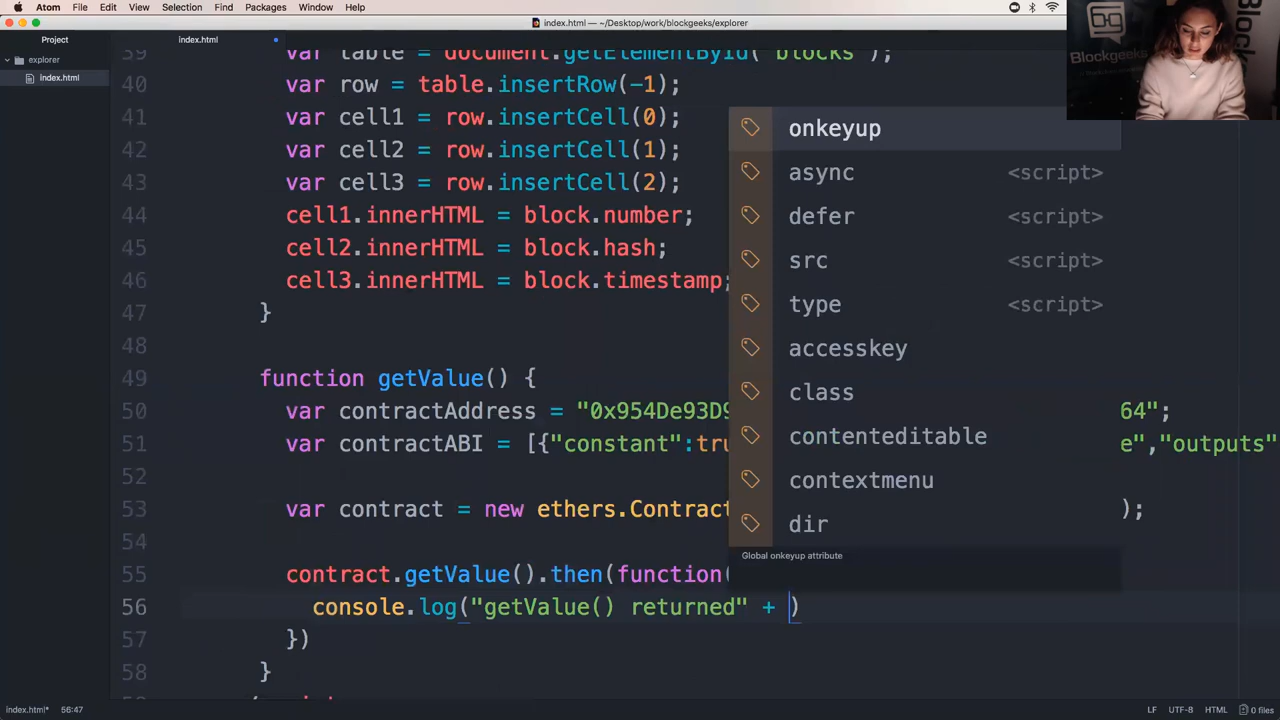 Atom File Edit View Selection Find Packages Window Help
index.html — ~/Desktop/work/blockgeeks/explorer
Project
index.html
explorer
index.html
39 var table = document.getElementById("blocks");
40 var row = table.insertRow(-1);
41 var cell1 = row.insertCell(0);
42 var cell2 = row.insertCell(1);
43 var cell3 = row.insertCell(2);
44 cell1.innerHTML = block.number;
45 cell2.innerHTML = block.hash;
46 cell3.innerHTML = block.timestamp;
47 }
48
49 function getValue() {
50 var contractAddress = "0x954De93D9 64";
51 var contractABI = [{"constant":tru e","outputs"
52
53 var contract = new ethers.Contract );
54
55 contract.getValue().then(function(
56 console.log("getValue() returned" + )
57 })
58 }
onkeyup
async <script>
defer <script>
src <script>
type <script>
accesskey
class
contenteditable
contextmenu
dir
Global onkeyup attribute
Blockgeeks
index.html* 56:47
LF UTF-8 HTML 0 files